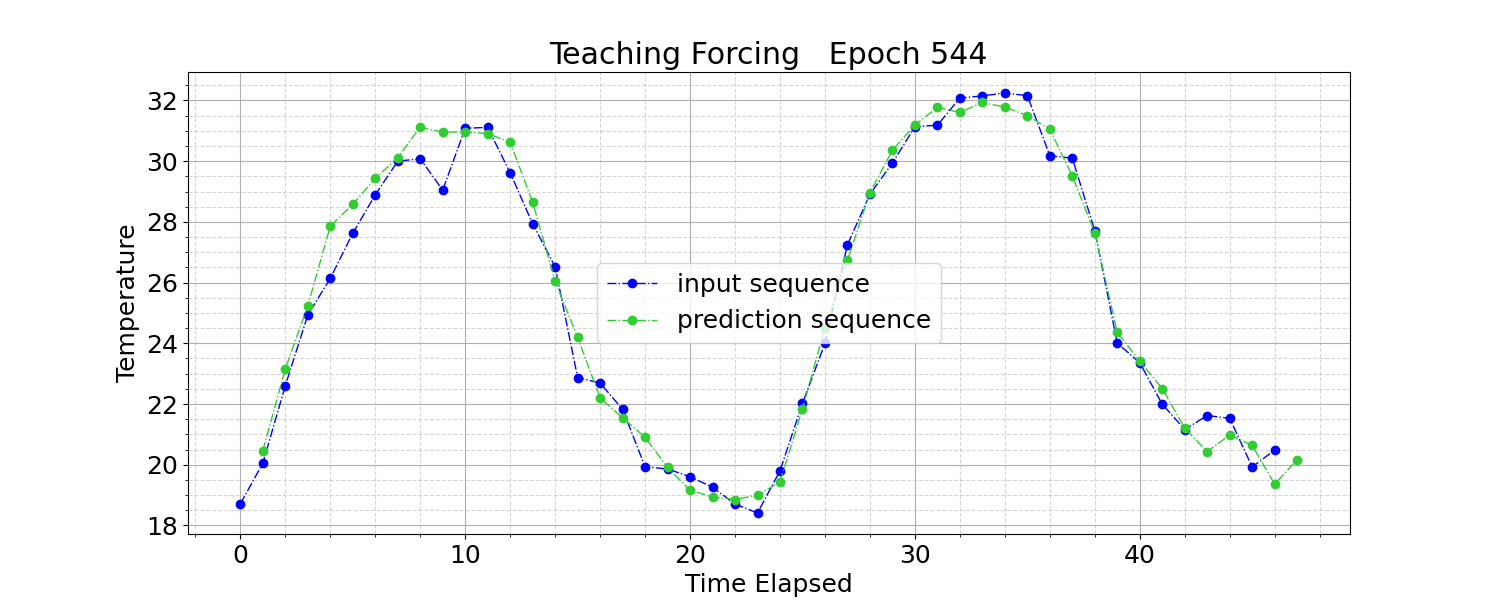 Teaching Forcing   Epoch 544
Temperature
32
30
28
26
24
22
20
18
input sequence
prediction sequence
0 10 20 30 40
Time Elapsed